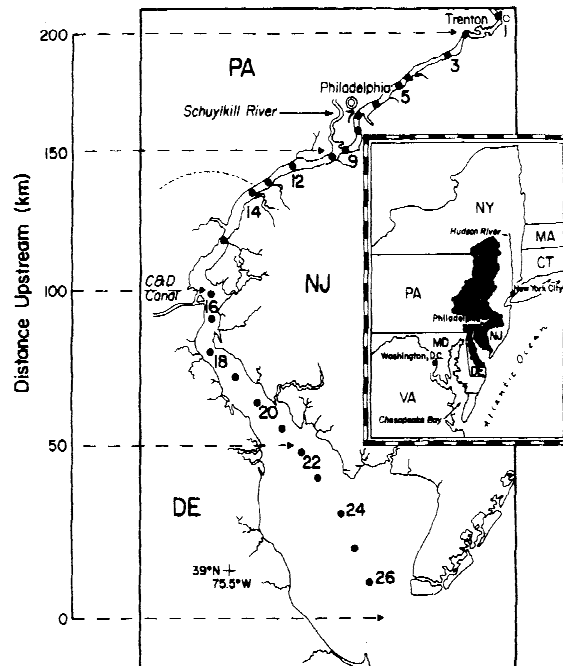 Trenton
200
1
PA
3
Philadelphia
5
Schuylkill River
7
150
9
12
14
NY
Hudson River
MA
CT
New York City
PA
Philadelphia
NJ
MD
Washington, D.C.
DE
VA
Chesapeake Bay
Atlantic Ocean
Distance Upstream (km)
NJ
C&D
Canal
100
16
18
20
50
22
DE
24
39°N
75.5°W
26
0